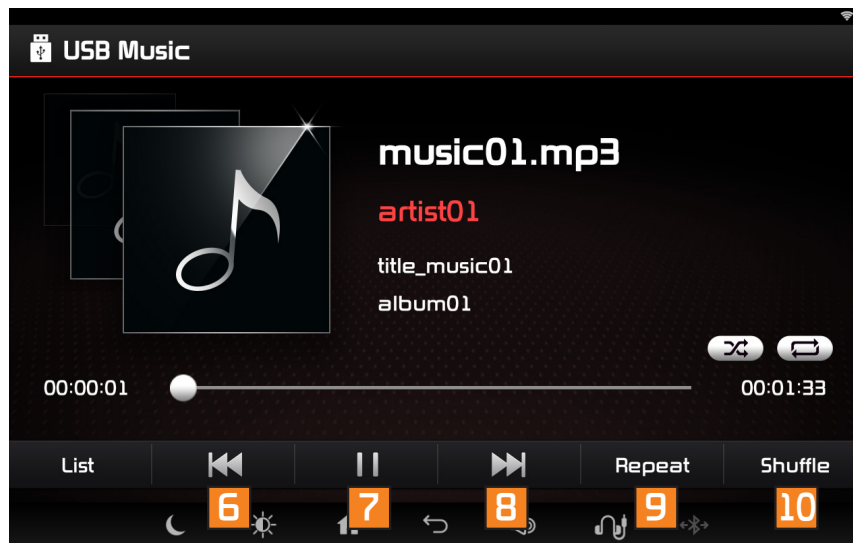 USB Music
music01.mp3
artist01
title_music01
album01
00:00:01 00:01:33
List Repeat Shuffle
6 7 8 9 10